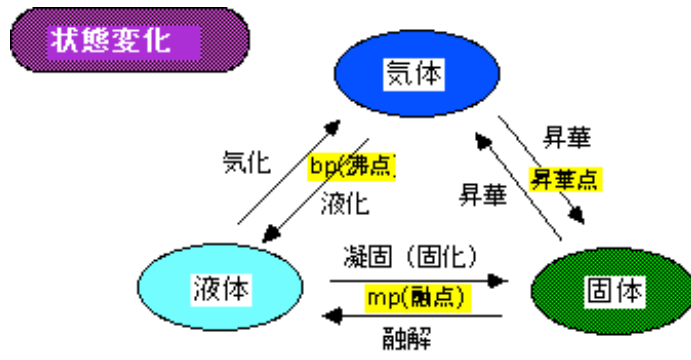 状態変化
気体
気化
bp(沸点)
液化
昇華
昇華点
昇華
液体
凝固（固化）
mp(融点)
融解
固体